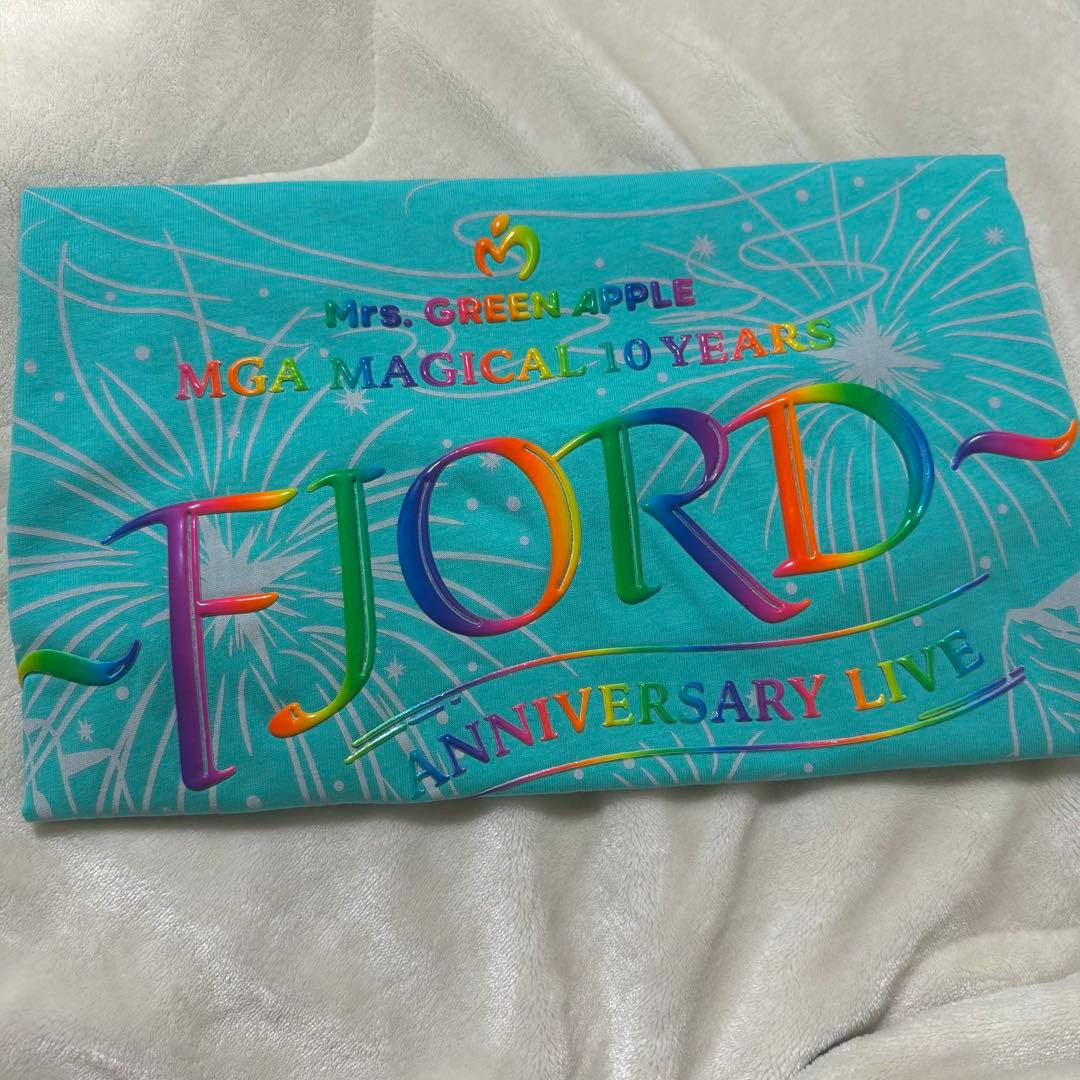 Mrs. GREEN APPLE
MGA MAGICAL 10 YEARS
~FJORD~
ANNIVERSARY LIVE